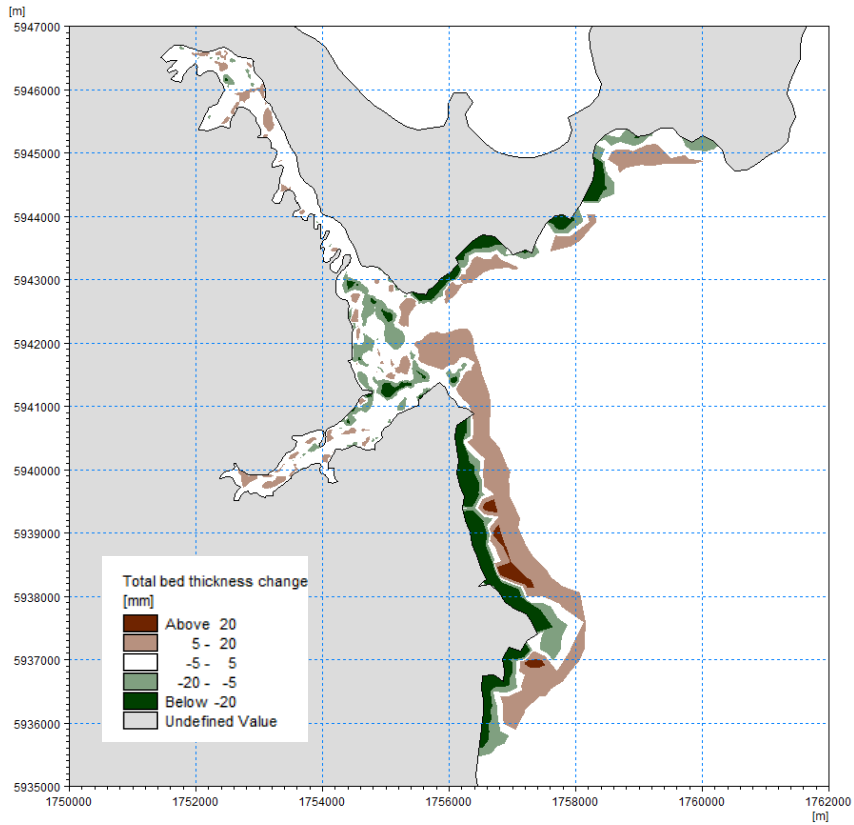 [m]
5947000
5946000
5945000
5944000
5943000
5942000
5941000
5940000
5939000
5938000
5937000
5936000
5935000
Total bed thickness change
[mm]
Above 20
5 - 20
-5 - 5
-20 - -5
Below -20
Undefined Value
1750000 1752000 1754000 1756000 1758000 1760000 1762000
[m]